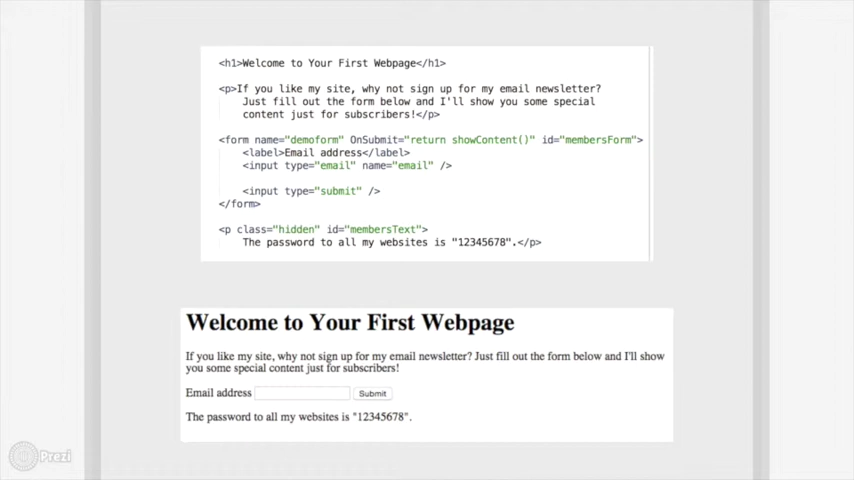 <h1>Welcome to Your First Webpage</h1>
<p>If you like my site, why not sign up for my email newsletter?
Just fill out the form below and I'll show you some special
content just for subscribers!</p>
<form name="demoform" OnSubmit="return showContent()" id="membersForm">
<label>Email address</label>
<input type="email" name="email" />
<input type="submit" />
</form>
<p class="hidden" id="membersText">
The password to all my websites is "12345678".</p>
Welcome to Your First Webpage
If you like my site, why not sign up for my email newsletter? Just fill out the form below and I'll show
you some special content just for subscribers!
Email address Submit
The password to all my websites is "12345678".
Prezi